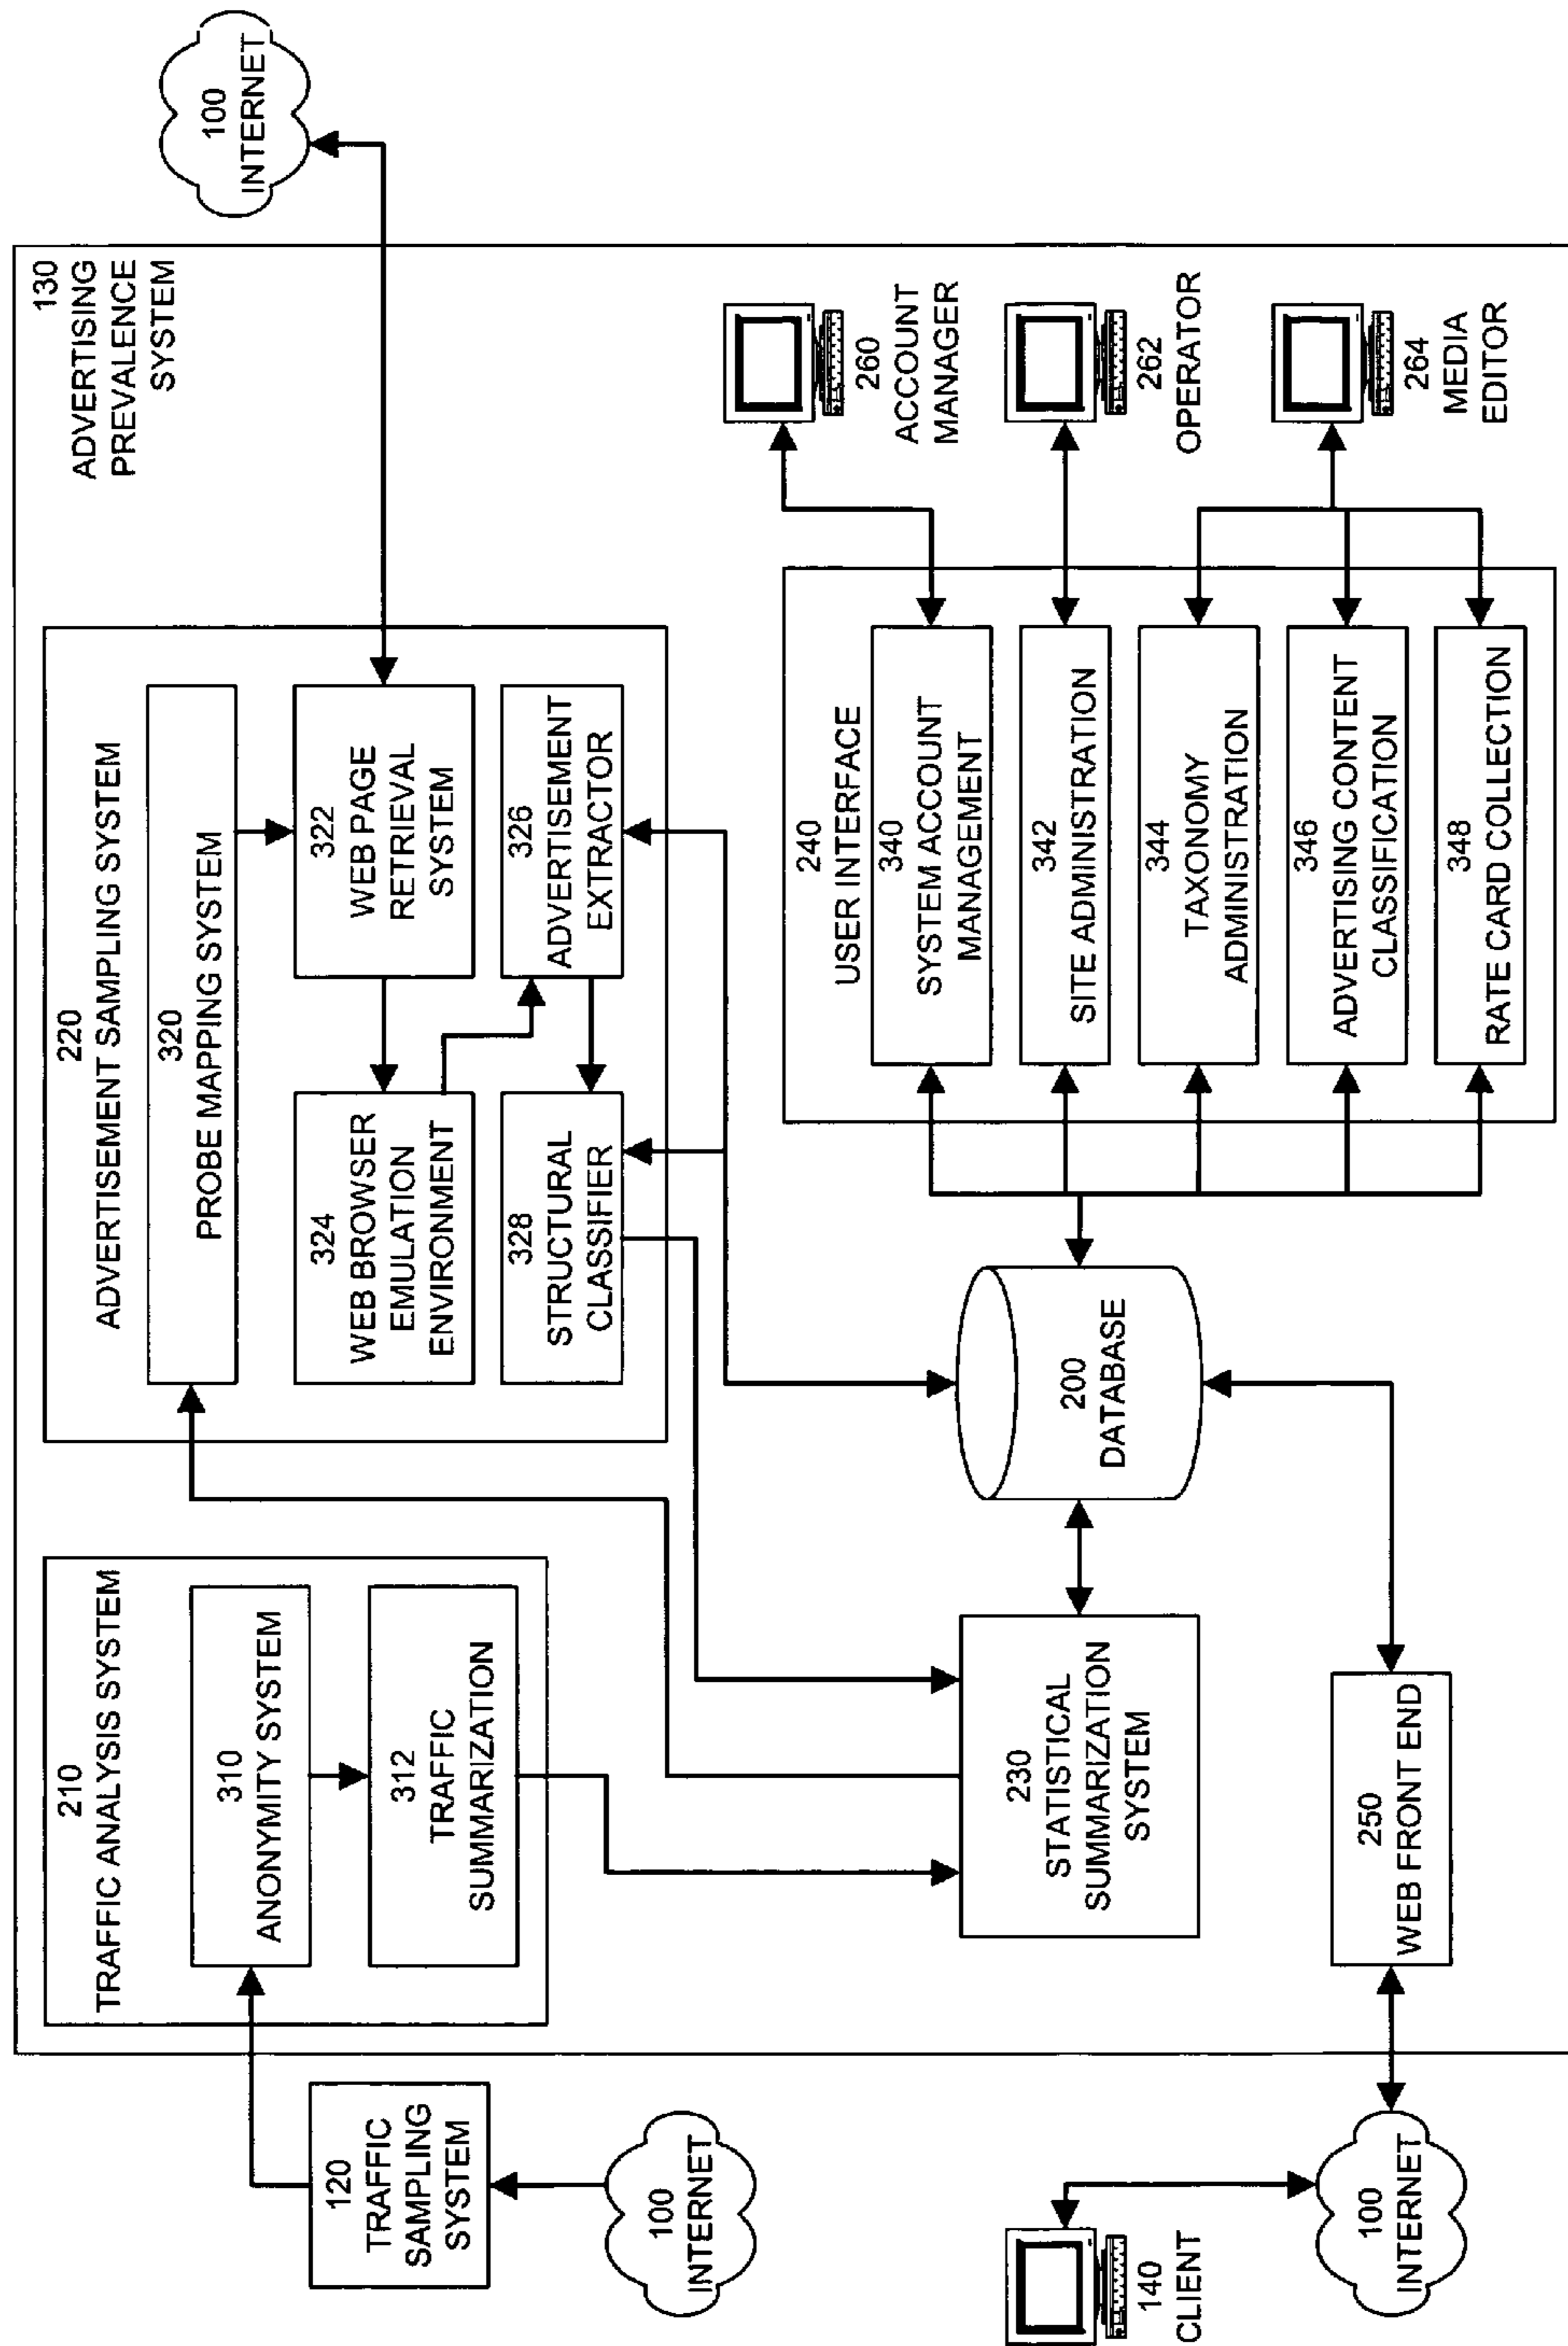 130
ADVERTISING
PREVALENCE
SYSTEM
100
INTERNET
120
TRAFFIC
SAMPLING
SYSTEM
100
INTERNET
210
TRAFFIC ANALYSIS SYSTEM
310
ANONYMITY SYSTEM
312
TRAFFIC
SUMMARIZATION
220
ADVERTISEMENT SAMPLING SYSTEM
320
PROBE MAPPING SYSTEM
324
WEB BROWSER
EMULATION
ENVIRONMENT
322
WEB PAGE
RETRIEVAL
SYSTEM
328
STRUCTURAL
CLASSIFIER
326
ADVERTISEMENT
EXTRACTOR
230
STATISTICAL
SUMMARIZATION
SYSTEM
200
DATABASE
240
USER INTERFACE
340
SYSTEM ACCOUNT
MANAGEMENT
342
SITE ADMINISTRATION
344
TAXONOMY
ADMINISTRATION
346
ADVERTISING CONTENT
CLASSIFICATION
348
RATE CARD COLLECTION
260
ACCOUNT
MANAGER
262
OPERATOR
264
MEDIA
EDITOR
140
CLIENT
100
INTERNET
250
WEB FRONT END